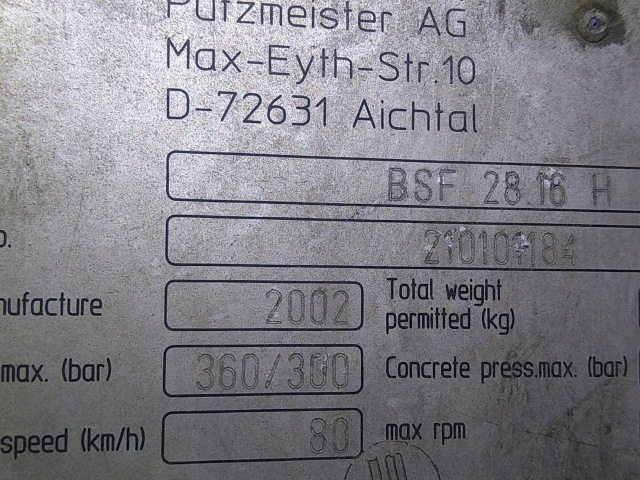 Putzmeister AG
Max-Eyth-Str.10
D-72631 Aichtal
BSF 28.16 H
o. 210101184
nufacture 2002 Total weight
permitted (kg)
max. (bar) 360/300 Concrete press.max. (bar)
speed (km/h) 80 max rpm